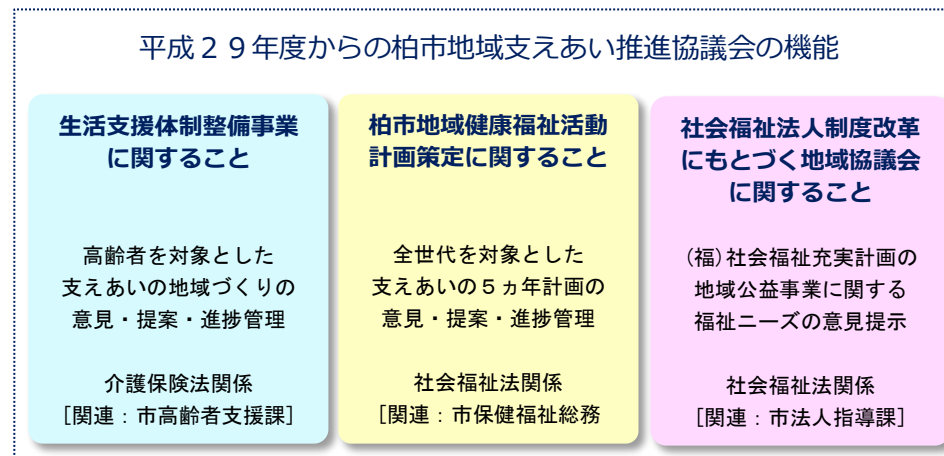 平成２９年度からの柏市地域支えあい推進協議会の機能
生活支援体制整備事業
に関すること
高齢者を対象とした
支えあいの地域づくりの
意見・提案・進捗管理
介護保険法関係
[関連：市高齢者支援課]
柏市地域健康福祉活動
計画策定に関すること
全世代を対象とした
支えあいの５ヵ年計画の
意見・提案・進捗管理
社会福祉法関係
[関連：市保健福祉総務
社会福祉法人制度改革
にもとづく地域協議会
に関すること
(福)社会福祉充実計画の
地域公益事業に関する
福祉ニーズの意見提示
社会福祉法関係
[関連：市法人指導課]